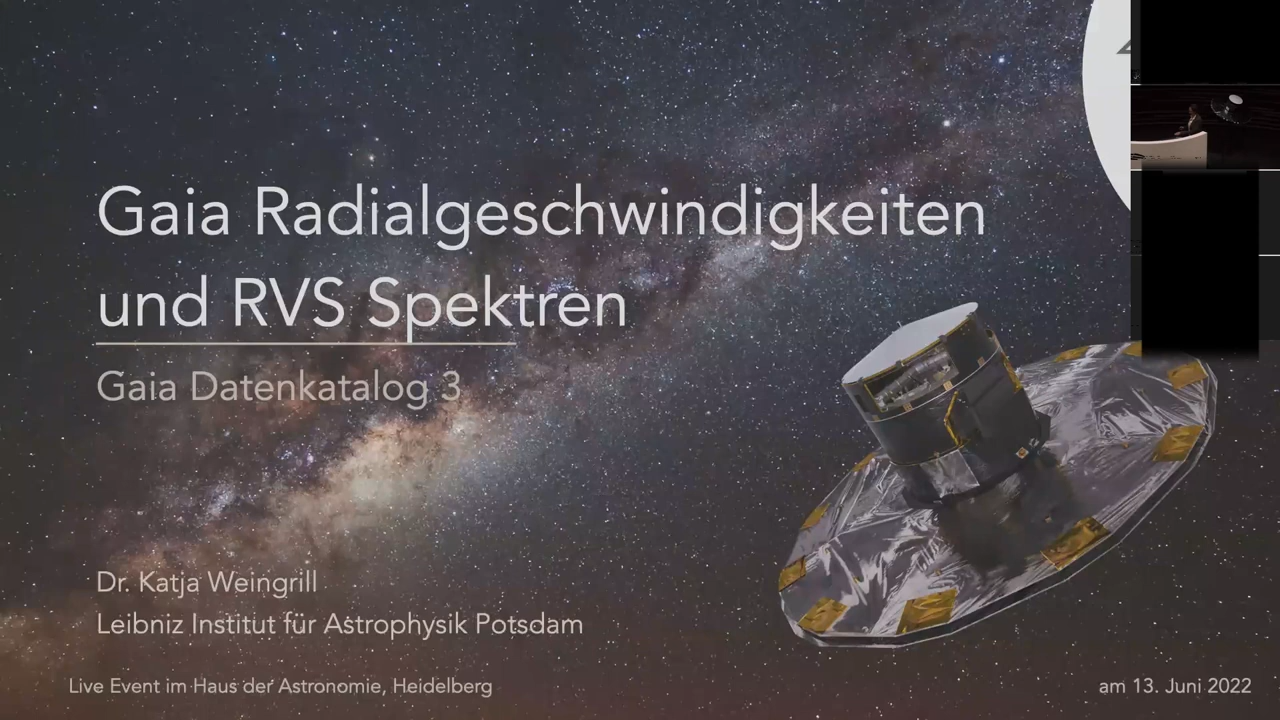 Gaia Radialgeschwindigkeiten
und RVS Spektren
Gaia Datenkatalog 3
Dr. Katja Weingrill
Leibniz Institut für Astrophysik Potsdam
Live Event im Haus der Astronomie, Heidelberg
am 13. Juni 2022